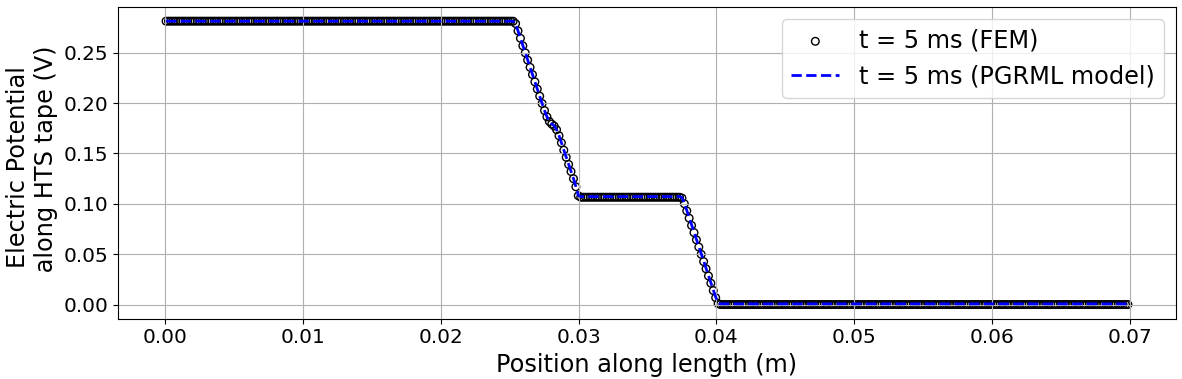 Electric Potential
along HTS tape (V)
0.25
0.20
0.15
0.10
0.05
0.00
t = 5 ms (FEM)
t = 5 ms (PGRML model)
0.00 0.01 0.02 0.03 0.04 0.05 0.06 0.07
Position along length (m)